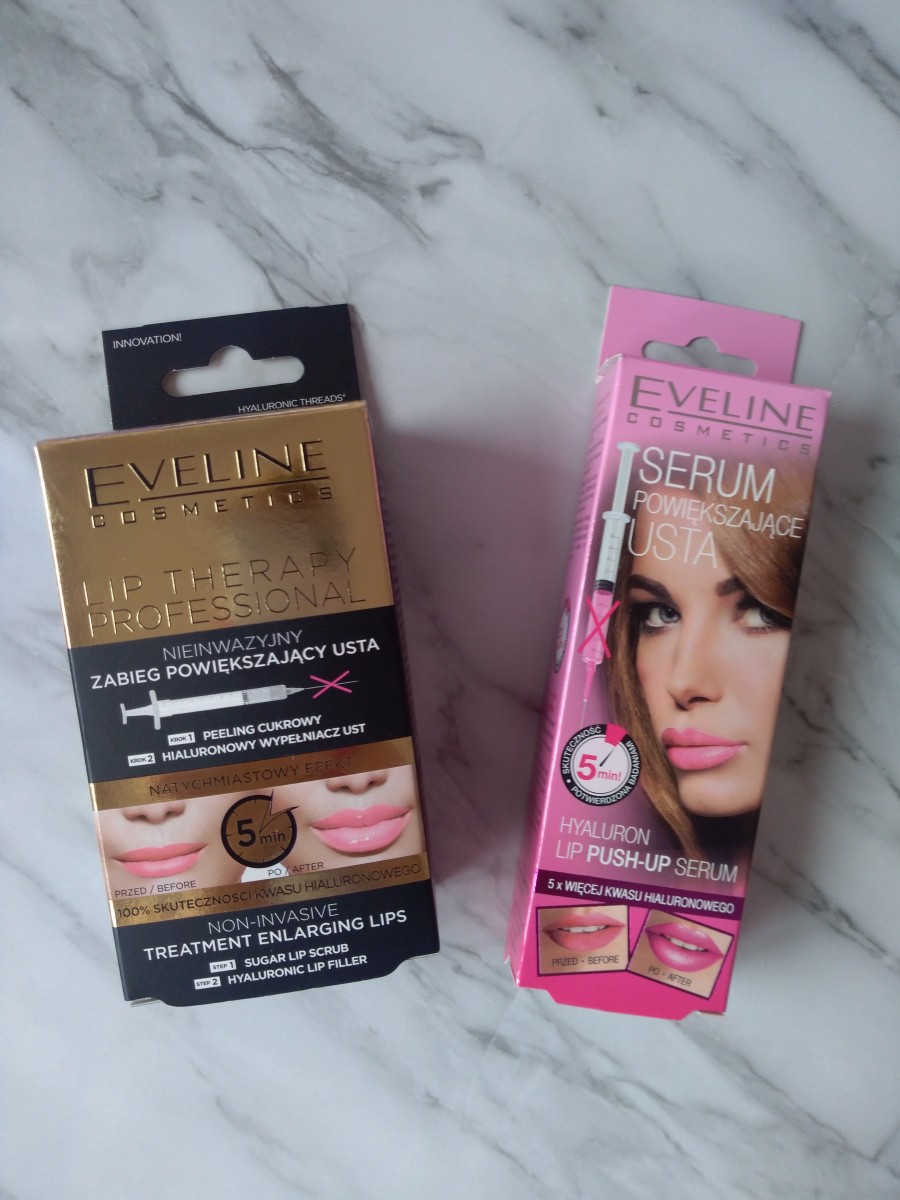 INNOVATION!
HYALURONIC THREADS*
EVELINE
COSMETICS
LIP THERAPY
PROFESSIONAL
NIEINWAZYJNY
ZABIEG POWIĘKSZAJĄCY USTA
KROK 1 PEELING CUKROWY
KROK 2 HIALURONOWY WYPEŁNIACZ UST
NATYCHMIASTOWY EFEKT
5 min
PRZED / BEFORE
PO / AFTER
100% SKUTECZNOŚCI KWASU HIALURONOWEGO
NON-INVASIVE
TREATMENT ENLARGING LIPS
STEP 1 SUGAR LIP SCRUB
STEP 2 HYALURONIC LIP FILLER
EVELINE
COSMETICS
SERUM
POWIĘKSZAJĄCE
USTA
SKUTECZNOŚĆ
5 min!
POTWIERDZONA BADANIAMI
HYALURON
LIP PUSH-UP SERUM
5 x WIĘCEJ KWASU HIALURONOWEGO
PRZED • BEFORE
PO • AFTER